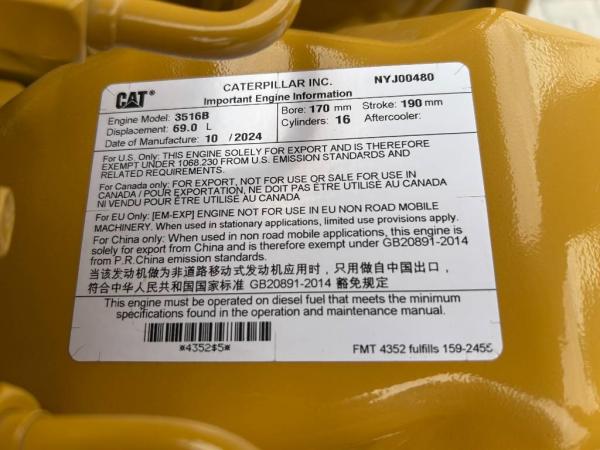 CATERPILLAR INC. NYJ00480
CAT® Important Engine Information
Engine Model: 3516B Bore: 170 mm Stroke: 190 mm
Displacement: 69.0 L Cylinders: 16 Aftercooler:
Date of Manufacture: 10 / 2024
For U.S. Only: THIS ENGINE SOLELY FOR EXPORT AND IS THEREFORE
EXEMPT UNDER 1068.230 FROM U.S. EMISSION STANDARDS AND
RELATED REQUIREMENTS.
For Canada only: FOR EXPORT, NOT FOR USE OR SALE FOR USE IN
CANADA / POUR EXPORTATION, NE DOIT PAS ÊTRE UTILISÉ AU CANADA
NI VENDU POUR ÊTRE UTILISÉ AU CANADA
For EU Only: [EM-EXP] ENGINE NOT FOR USE IN EU NON ROAD MOBILE
MACHINERY. When used in stationary applications, limited use provisions apply.
For China only: When used in non road mobile applications, this engine is
solely for export from China and is therefore exempt under GB20891-2014
from P.R.China emission standards.
当该发动机做为非道路移动式发动机应用时，只用做自中国出口，
符合中华人民共和国国家标准 GB20891-2014 豁免规定
This engine must be operated on diesel fuel that meets the minimum
specifications found in the operation and maintenance manual.
*4352$5*
FMT 4352 fulfills 159-2455